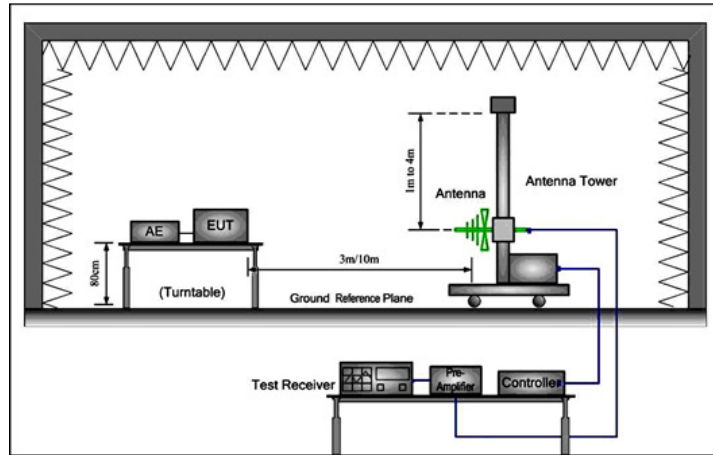 1m to 4m
Antenna
Antenna Tower
AE
EUT
80cm
(Turntable)
3m/10m
Ground Reference Plane
Test Receiver
Pre-
Amplifier
Controller